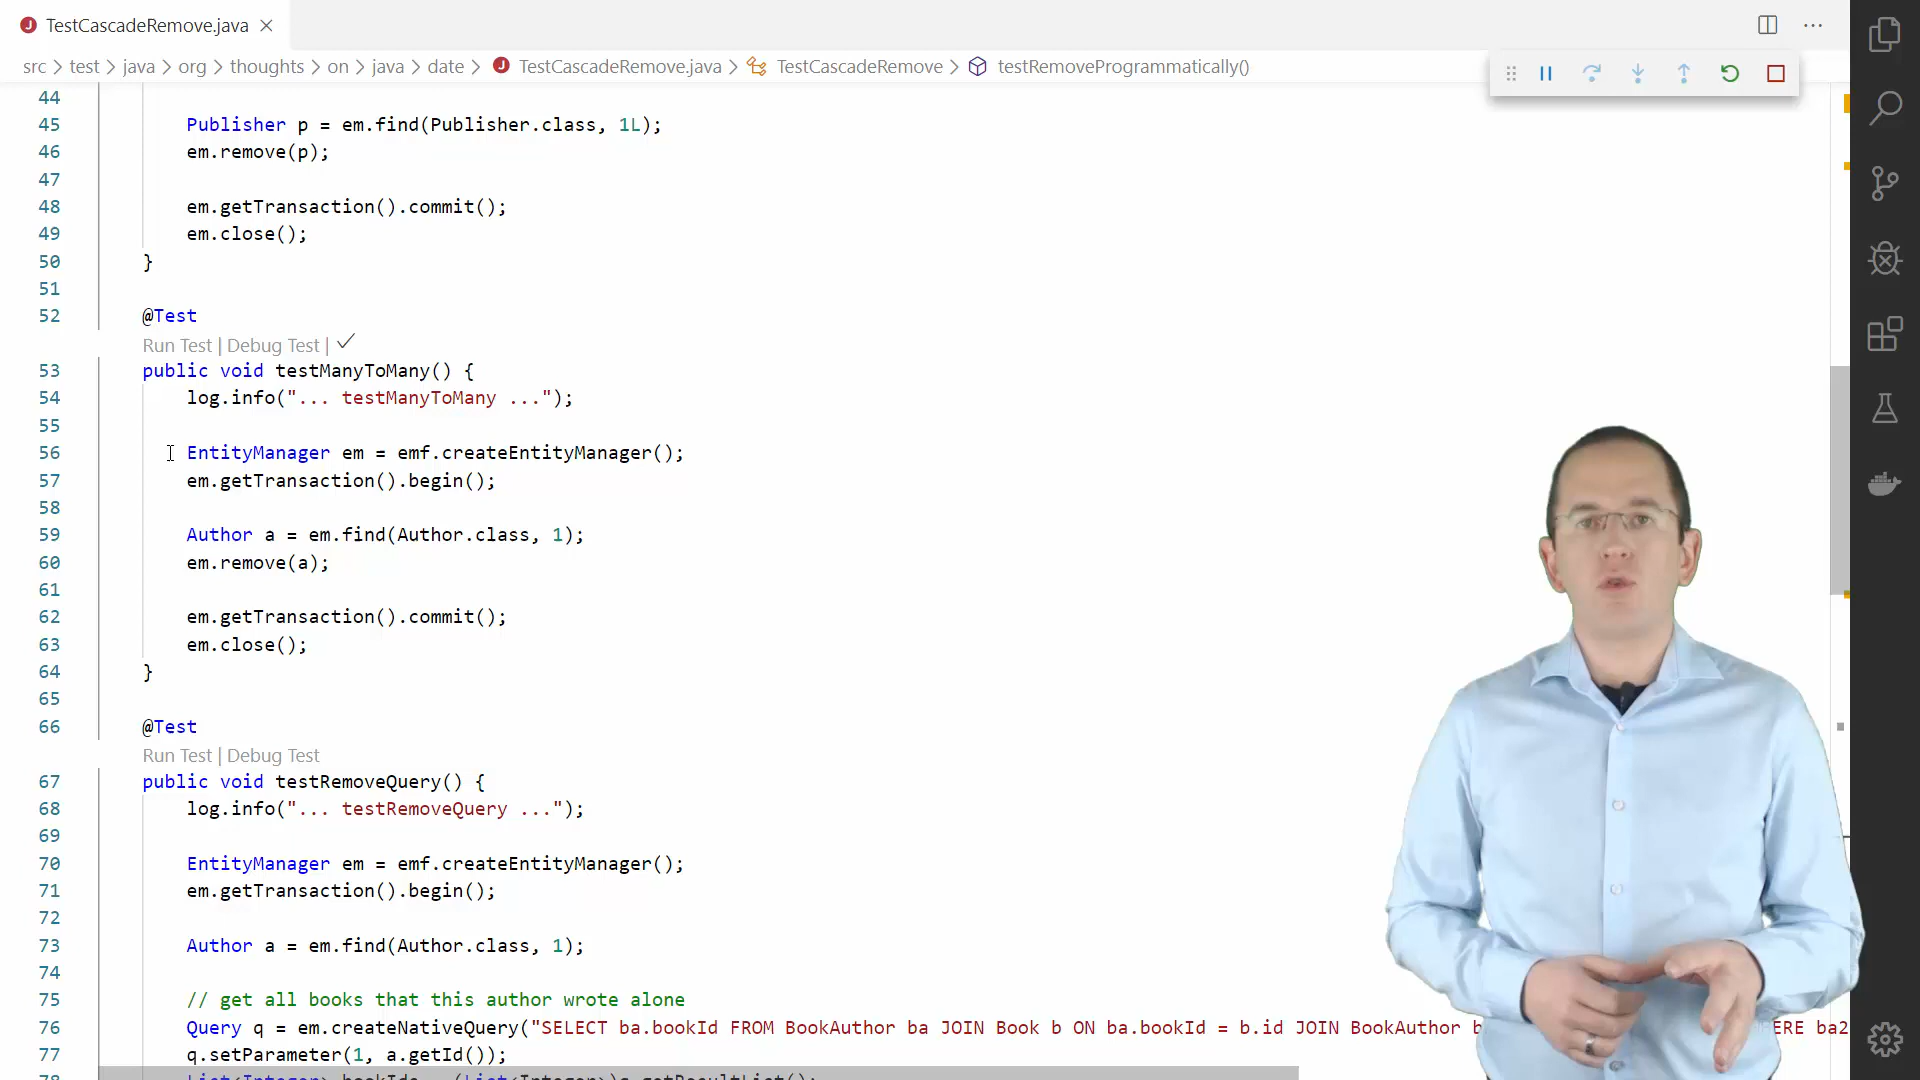 TestCascadeRemove.java
src > test > java > org > thoughts > on > java > date > TestCascadeRemove.java > TestCascadeRemove > testRemoveProgrammatically()
44
45 Publisher p = em.find(Publisher.class, 1L);
46 em.remove(p);
47
48 em.getTransaction().commit();
49 em.close();
50 }
51
52 @Test
Run Test | Debug Test |
53 public void testManyToMany() {
54 log.info("... testManyToMany ...");
55
56 EntityManager em = emf.createEntityManager();
57 em.getTransaction().begin();
58
59 Author a = em.find(Author.class, 1);
60 em.remove(a);
61
62 em.getTransaction().commit();
63 em.close();
64 }
65
66 @Test
Run Test | Debug Test
67 public void testRemoveQuery() {
68 log.info("... testRemoveQuery ...");
69
70 EntityManager em = emf.createEntityManager();
71 em.getTransaction().begin();
72
73 Author a = em.find(Author.class, 1);
74
75 // get all books that this author wrote alone
76 Query q = em.createNativeQuery("SELECT ba.bookId FROM BookAuthor ba JOIN Book b ON ba.bookId = b.id JOIN BookAuthor b ERE ba2
77 q.setParameter(1, a.getId());